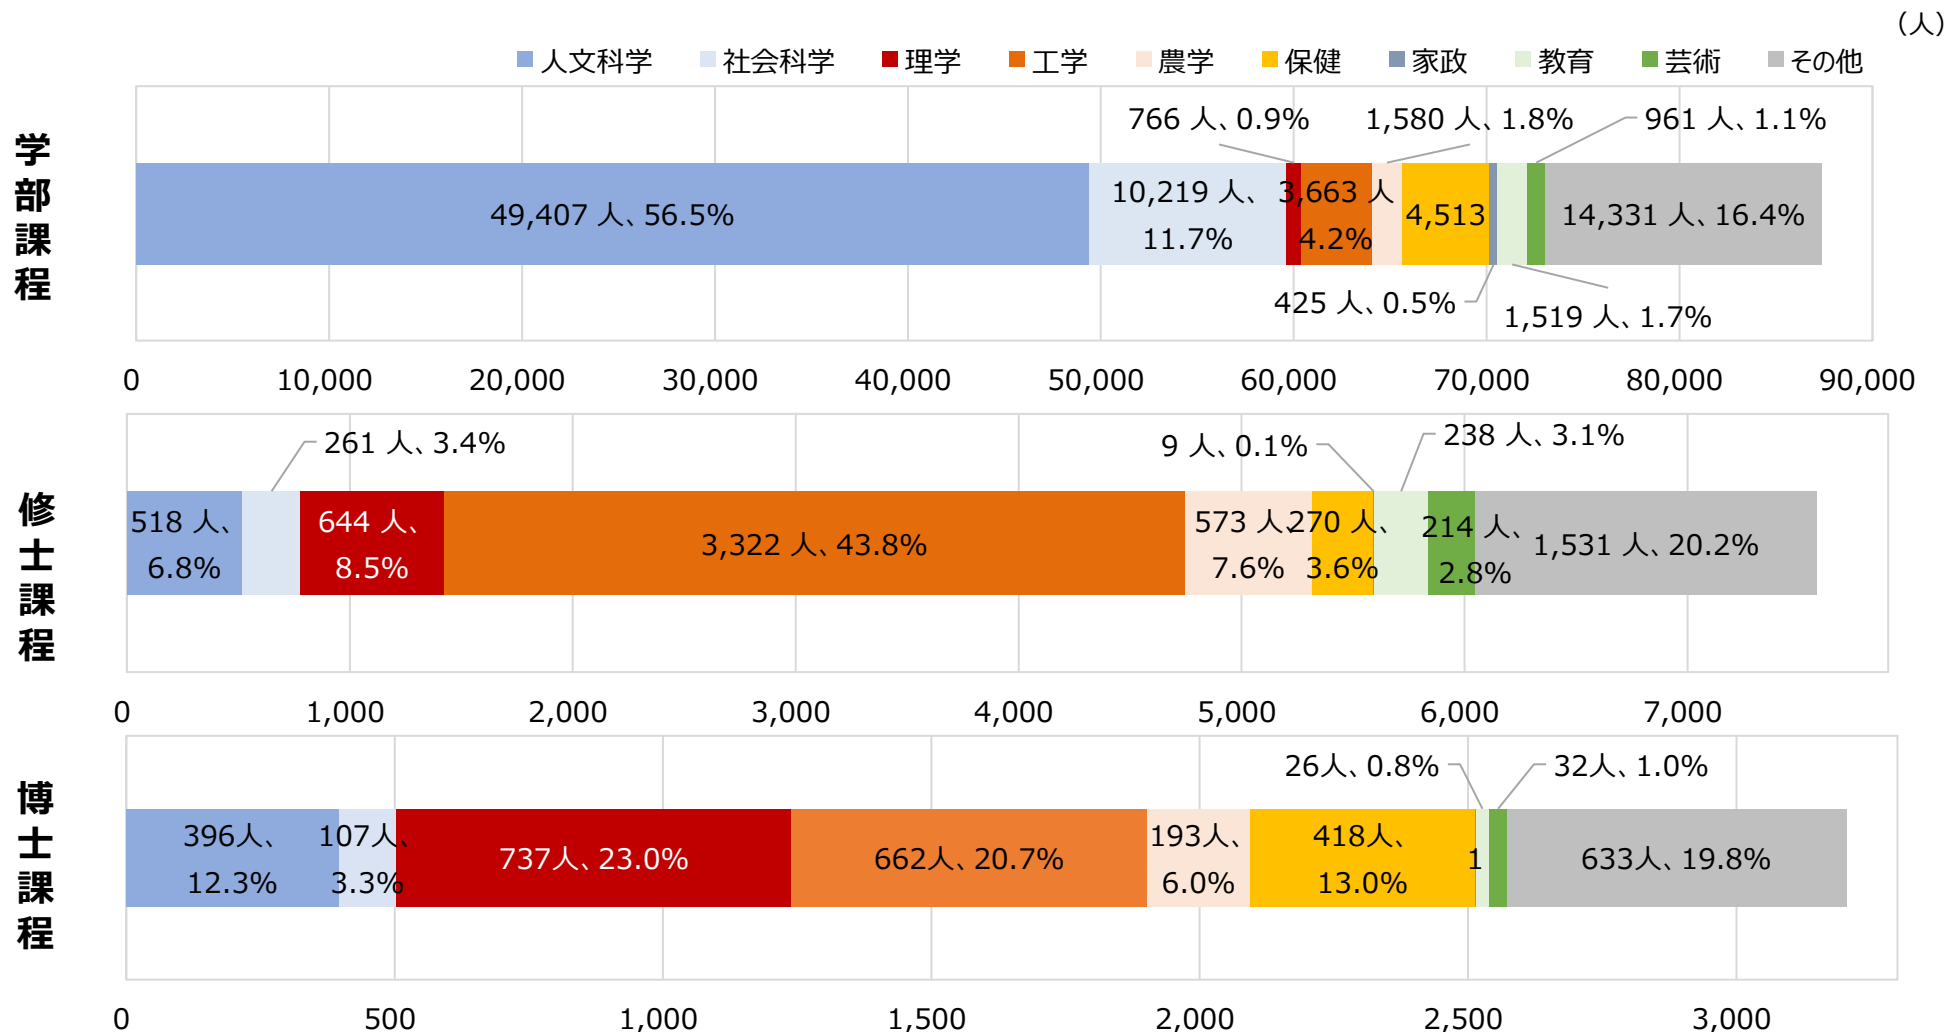 (人)
人文科学 社会科学 理学 工学 農学 保健 家政 教育 芸術 その他
学部課程
766 人、0.9% 1,580 人、1.8% 961 人、1.1%
49,407 人、56.5%
10,219 人、
11.7%
3,663 人
4.2%
4,513
14,331 人、16.4%
425 人、0.5%
1,519 人、1.7%
0 10,000 20,000 30,000 40,000 50,000 60,000 70,000 80,000 90,000
修士課程
261 人、3.4% 9 人、0.1% 238 人、3.1%
518 人、
6.8%
644 人、
8.5%
3,322 人、43.8%
573 人
7.6%
270 人、
3.6%
214 人、
2.8%
1,531 人、20.2%
0 1,000 2,000 3,000 4,000 5,000 6,000 7,000
博士課程
26人、0.8% 32人、1.0%
396人、
12.3%
107人、
3.3%
737人、23.0%
662人、20.7%
193人、
6.0%
418人、
13.0%
1
633人、19.8%
0 500 1,000 1,500 2,000 2,500 3,000